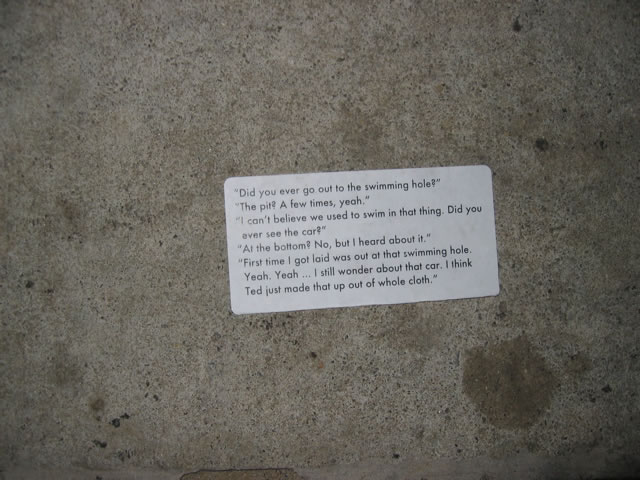 "Did you ever go out to the swimming hole?"
"The pit? A few times, yeah."
"I can't believe we used to swim in that thing. Did you
ever see the car?"
"At the bottom? No, but I heard about it."
"First time I got laid was out at that swimming hole.
Yeah. Yeah ... I still wonder about that car. I think
Ted just made that up out of whole cloth."